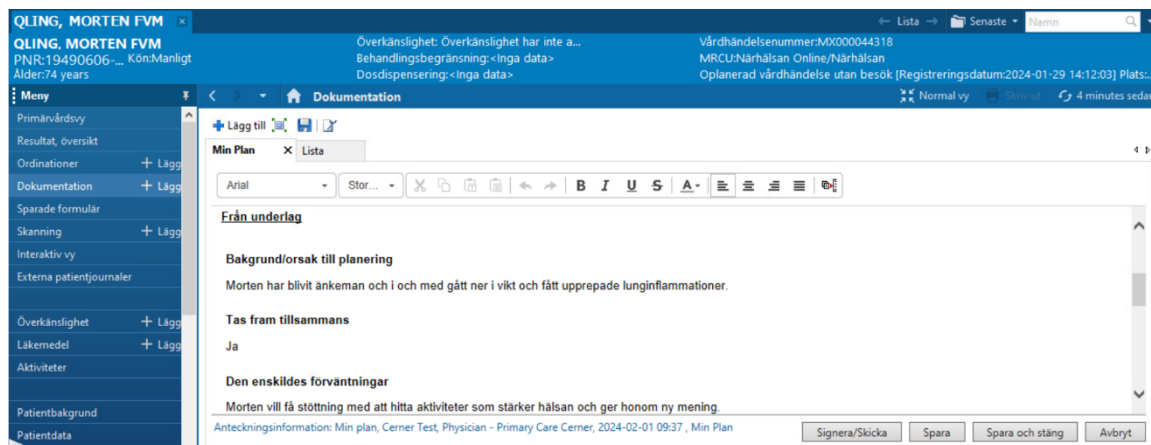 QLING, MORTEN FVM ×
← Lista → Senaste Namn
QLING, MORTEN FVM
PNR:19490606-... Kön:Manligt
Ålder:74 years
Överkänslighet: Överkänslighet har inte a...
Behandlingsbegränsning:<Inga data>
Dosdispensering:<Inga data>
Vårdhändelsenummer:MX000044318
MRCU:Närhälsan Online/Närhälsan
Oplanerad vårdhändelse utan besök [Registreringsdatum:2024-01-29 14:12:03] Plats:...
Meny
Dokumentation
Normal vy Skriv ut 4 minutes sedan
Primärvårdsvy
Resultat, översikt
Ordinationer + Lägg
Dokumentation + Lägg
Sparade formulär
Skanning + Lägg
Interaktiv vy
Externa patientjournaler
Överkänslighet + Lägg
Läkemedel + Lägg
Aktiviteter
Patientbakgrund
Patientdata
Lägg till
Min Plan × Lista
Arial Stor... B I U S A
Från underlag
Bakgrund/orsak till planering
Morten har blivit änkeman och i och med gått ner i vikt och fått upprepade lunginflammationer.
Tas fram tillsammans
Ja
Den enskildes förväntningar
Morten vill få stöttning med att hitta aktiviteter som stärker hälsan och ger honom ny mening.
Anteckningsinformation: Min plan, Cerner Test, Physician - Primary Care Cerner, 2024-02-01 09:37 , Min Plan
Signera/Skicka Spara Spara och stäng Avbryt